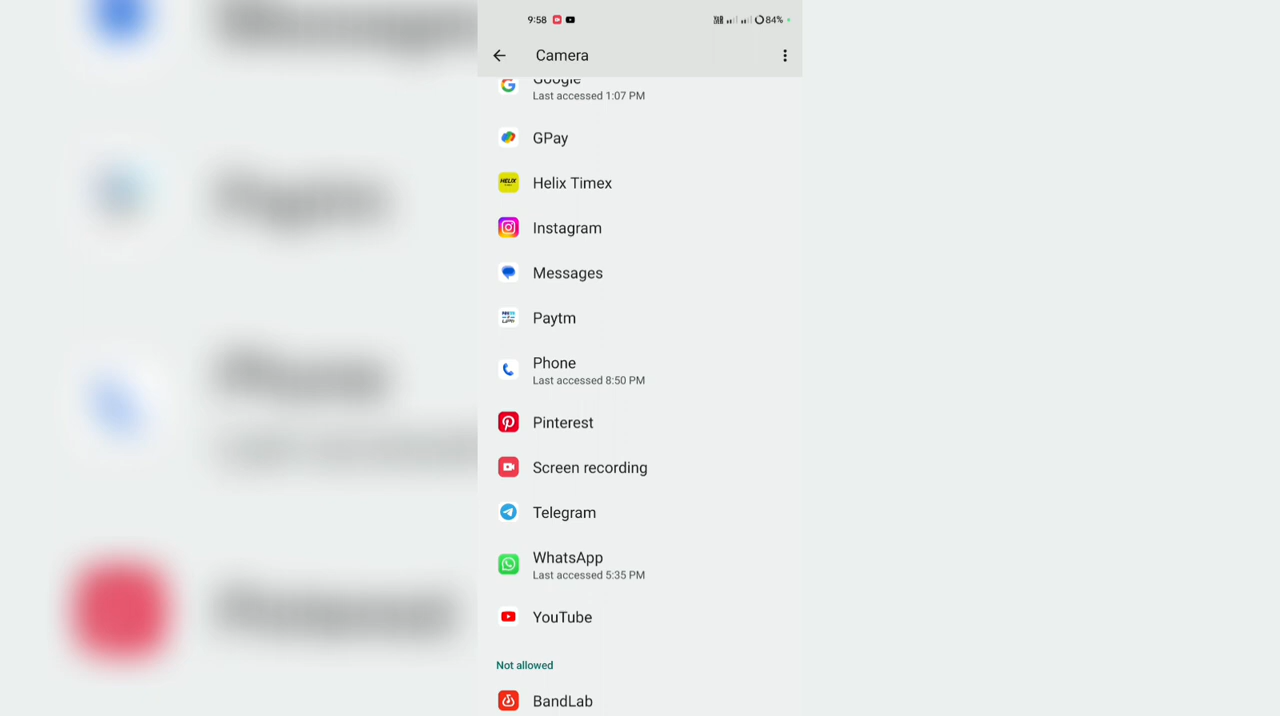 9:58 84%
Camera
Google
Last accessed 1:07 PM
GPay
HELIX
Helix Timex
Instagram
Messages
Paytm
Phone
Last accessed 8:50 PM
Pinterest
Screen recording
Telegram
WhatsApp
Last accessed 5:35 PM
YouTube
Not allowed
BandLab